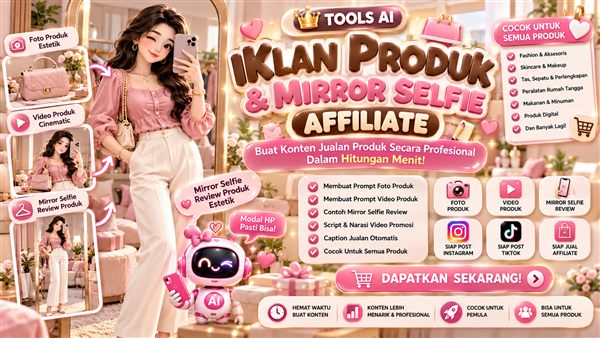 TOOLS AI
IKLAN PRODUK
& MIRROR SELFIE
AFFILIATE
Buat Konten Jualan Produk Secara Profesional
Dalam Hitungan Menit!
Foto Produk
Estetik
Video Produk
Cinematic
Mirror Selfie
Review Produk
Mirror Selfie
Review Produk
Estetik
Modal HP
Pasti Bisa!
AI
COCOK UNTUK
SEMUA PRODUK
Fashion & Aksesoris
Skincare & Makeup
Tas, Sepatu & Perlengkapan
Peralatan Rumah Tangga
Makanan & Minuman
Produk Digital
Dan Banyak Lagi!
Membuat Prompt Foto Produk
Membuat Prompt Video Produk
Contoh Mirror Selfie Review
Script & Narasi Video Promosi
Caption Jualan Otomatis
Cocok Untuk Semua Produk
FOTO
PRODUK
VIDEO
PRODUK
MIRROR SELFIE
REVIEW
SIAP POST
INSTAGRAM
SIAP POST
TIKTOK
SIAP JUAL
AFFILIATE
DAPATKAN SEKARANG!
HEMAT WAKTU
BUAT KONTEN
KONTEN LEBIH
MENARIK & PROFESIONAL
COCOK UNTUK
PEMULA
BISA UNTUK
SEMUA PRODUK